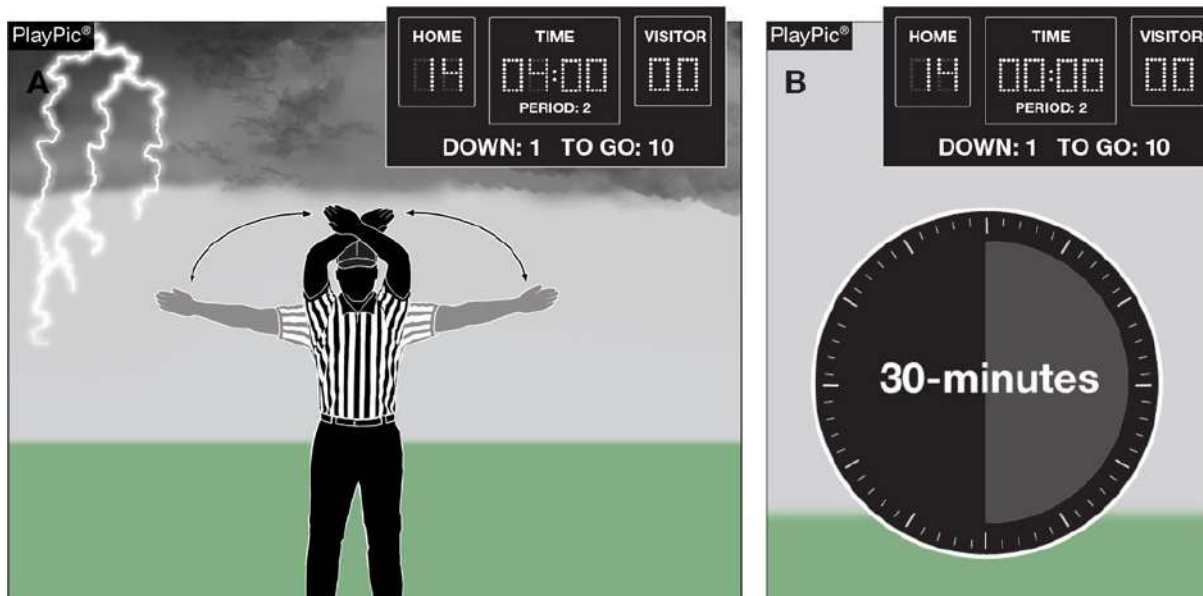 PlayPic®
A
HOME
TIME
VISITOR
14
04:00
00
PERIOD: 2
DOWN: 1 TO GO: 10
PlayPic®
B
HOME
TIME
VISITOR
14
00:00
00
PERIOD: 2
DOWN: 1 TO GO: 10
30-minutes